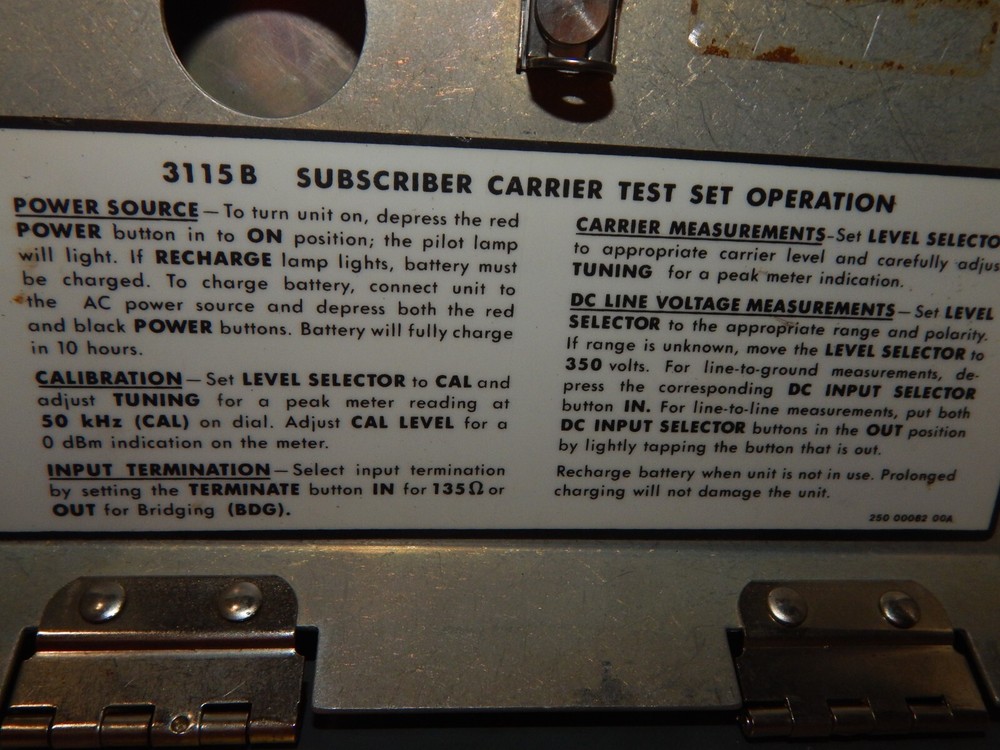 3115B SUBSCRIBER CARRIER TEST SET OPERATION
POWER SOURCE—To turn unit on, depress the red
POWER button in to ON position; the pilot lamp
will light. If RECHARGE lamp lights, battery must
be charged. To charge battery, connect unit to
the AC power source and depress both the red
and black POWER buttons. Battery will fully charge
in 10 hours.
CALIBRATION—Set LEVEL SELECTOR to CAL and
adjust TUNING for a peak meter reading at
50 kHz (CAL) on dial. Adjust CAL LEVEL for a
0 dBm indication on the meter.
INPUT TERMINATION—Select input termination
by setting the TERMINATE button IN for 135Ω or
OUT for Bridging (BDG).
CARRIER MEASUREMENTS-Set LEVEL SELECTO
to appropriate carrier level and carefully adjus
TUNING for a peak meter indication.
DC LINE VOLTAGE MEASUREMENTS—Set LEVEL
SELECTOR to the appropriate range and polarity.
If range is unknown, move the LEVEL SELECTOR to
350 volts. For line-to-ground measurements, de-
press the corresponding DC INPUT SELECTOR
button IN. For line-to-line measurements, put both
DC INPUT SELECTOR buttons in the OUT position
by lightly tapping the button that is out.
Recharge battery when unit is not in use. Prolonged
charging will not damage the unit.
250 00082 00A